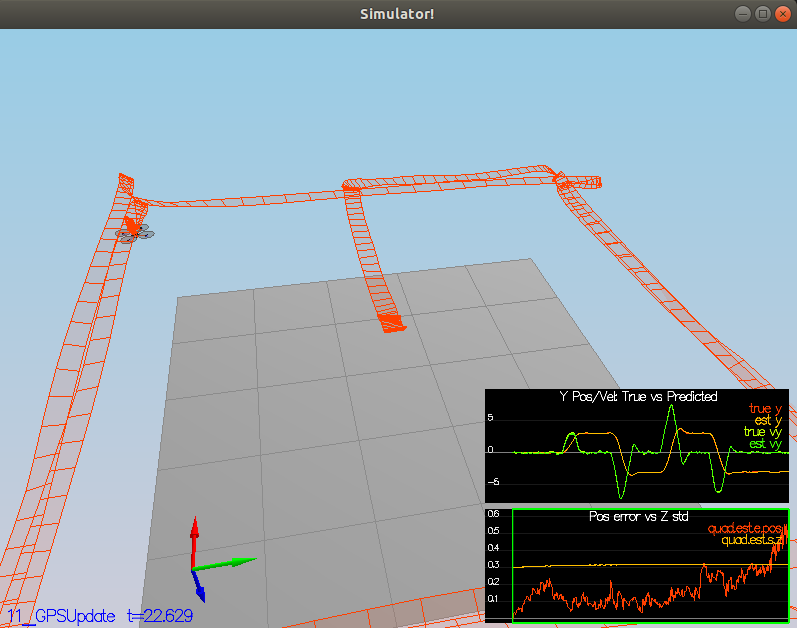 Simulator!
Y Pos/Vel: True vs Predicted
true y
est y
true vy
est vy
5
0
-5
Pos error vs Z std
quad.est.e.pos
quad.est.s.z
0.6
0.5
0.4
0.3
0.2
0.1
11_GPSUpdate t=22.629